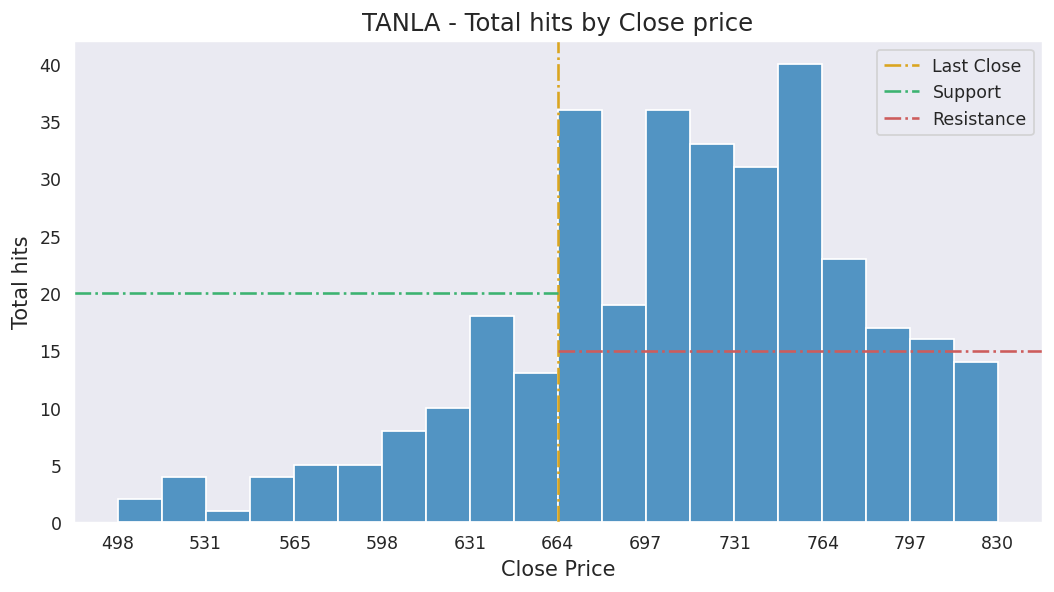 TANLA - Total hits by Close price
Last Close
Support
Resistance
Total hits
40
35
30
25
20
15
10
5
0
498 531 565 598 631 664 697 731 764 797 830
Close Price